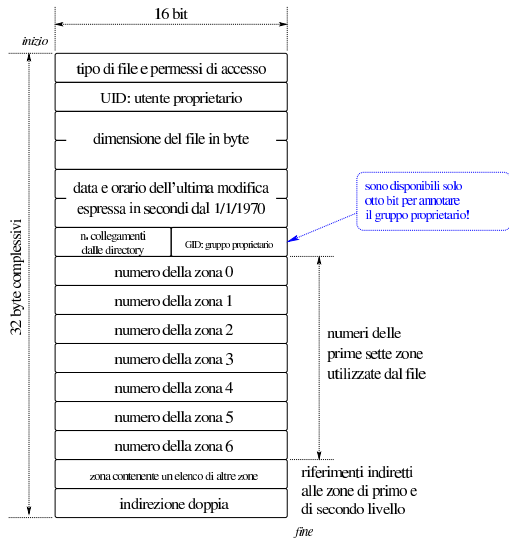 16 bit
inizio
tipo di file e permessi di accesso
UID: utente proprietario
dimensione del file in byte
data e orario dell'ultima modifica
espressa in secondi dal 1/1/1970
sono disponibili solo
otto bit per annotare
il gruppo proprietario!
n. collegamenti
dalle directory
GID: gruppo proprietario
32 byte complessivi
numero della zona 0
numero della zona 1
numero della zona 2
numero della zona 3
numero della zona 4
numero della zona 5
numero della zona 6
numeri delle
prime sette zone
utilizzate dal file
zona contenente un elenco di altre zone
indirezione doppia
riferimenti indiretti
alle zone di primo e
di secondo livello
fine